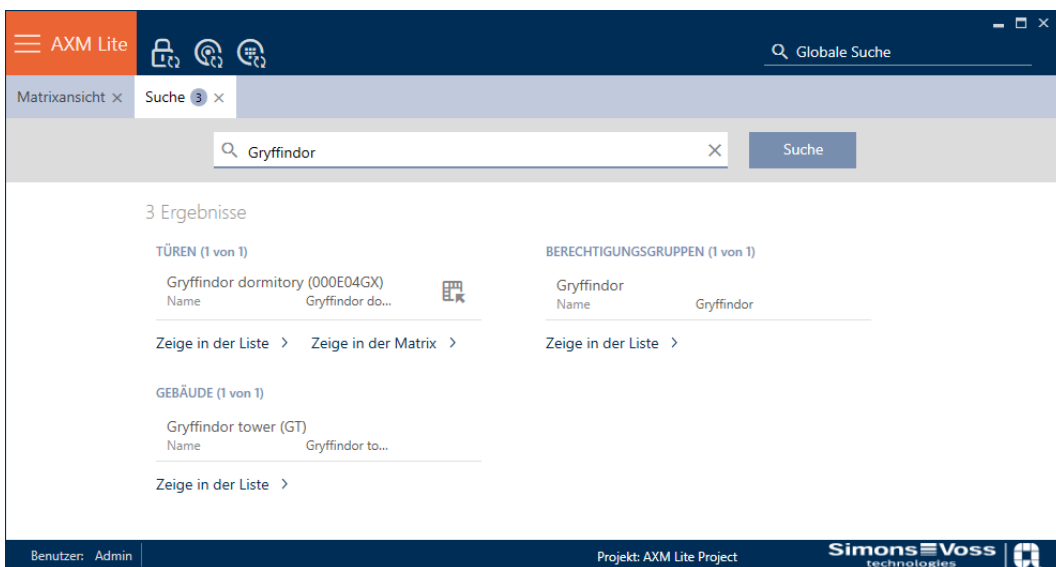 AXM Lite
Globale Suche
Matrixansicht
Suche 3
Gryffindor
Suche
3 Ergebnisse
TÜREN (1 von 1)
Gryffindor dormitory (000E04GX)
Name Gryffindor do...
Zeige in der Liste Zeige in der Matrix
BERECHTIGUNGSGRUPPEN (1 von 1)
Gryffindor
Name Gryffindor
Zeige in der Liste
GEBÄUDE (1 von 1)
Gryffindor tower (GT)
Name Gryffindor to...
Zeige in der Liste
Benutzer: Admin
Projekt: AXM Lite Project
Simons Voss
technologies